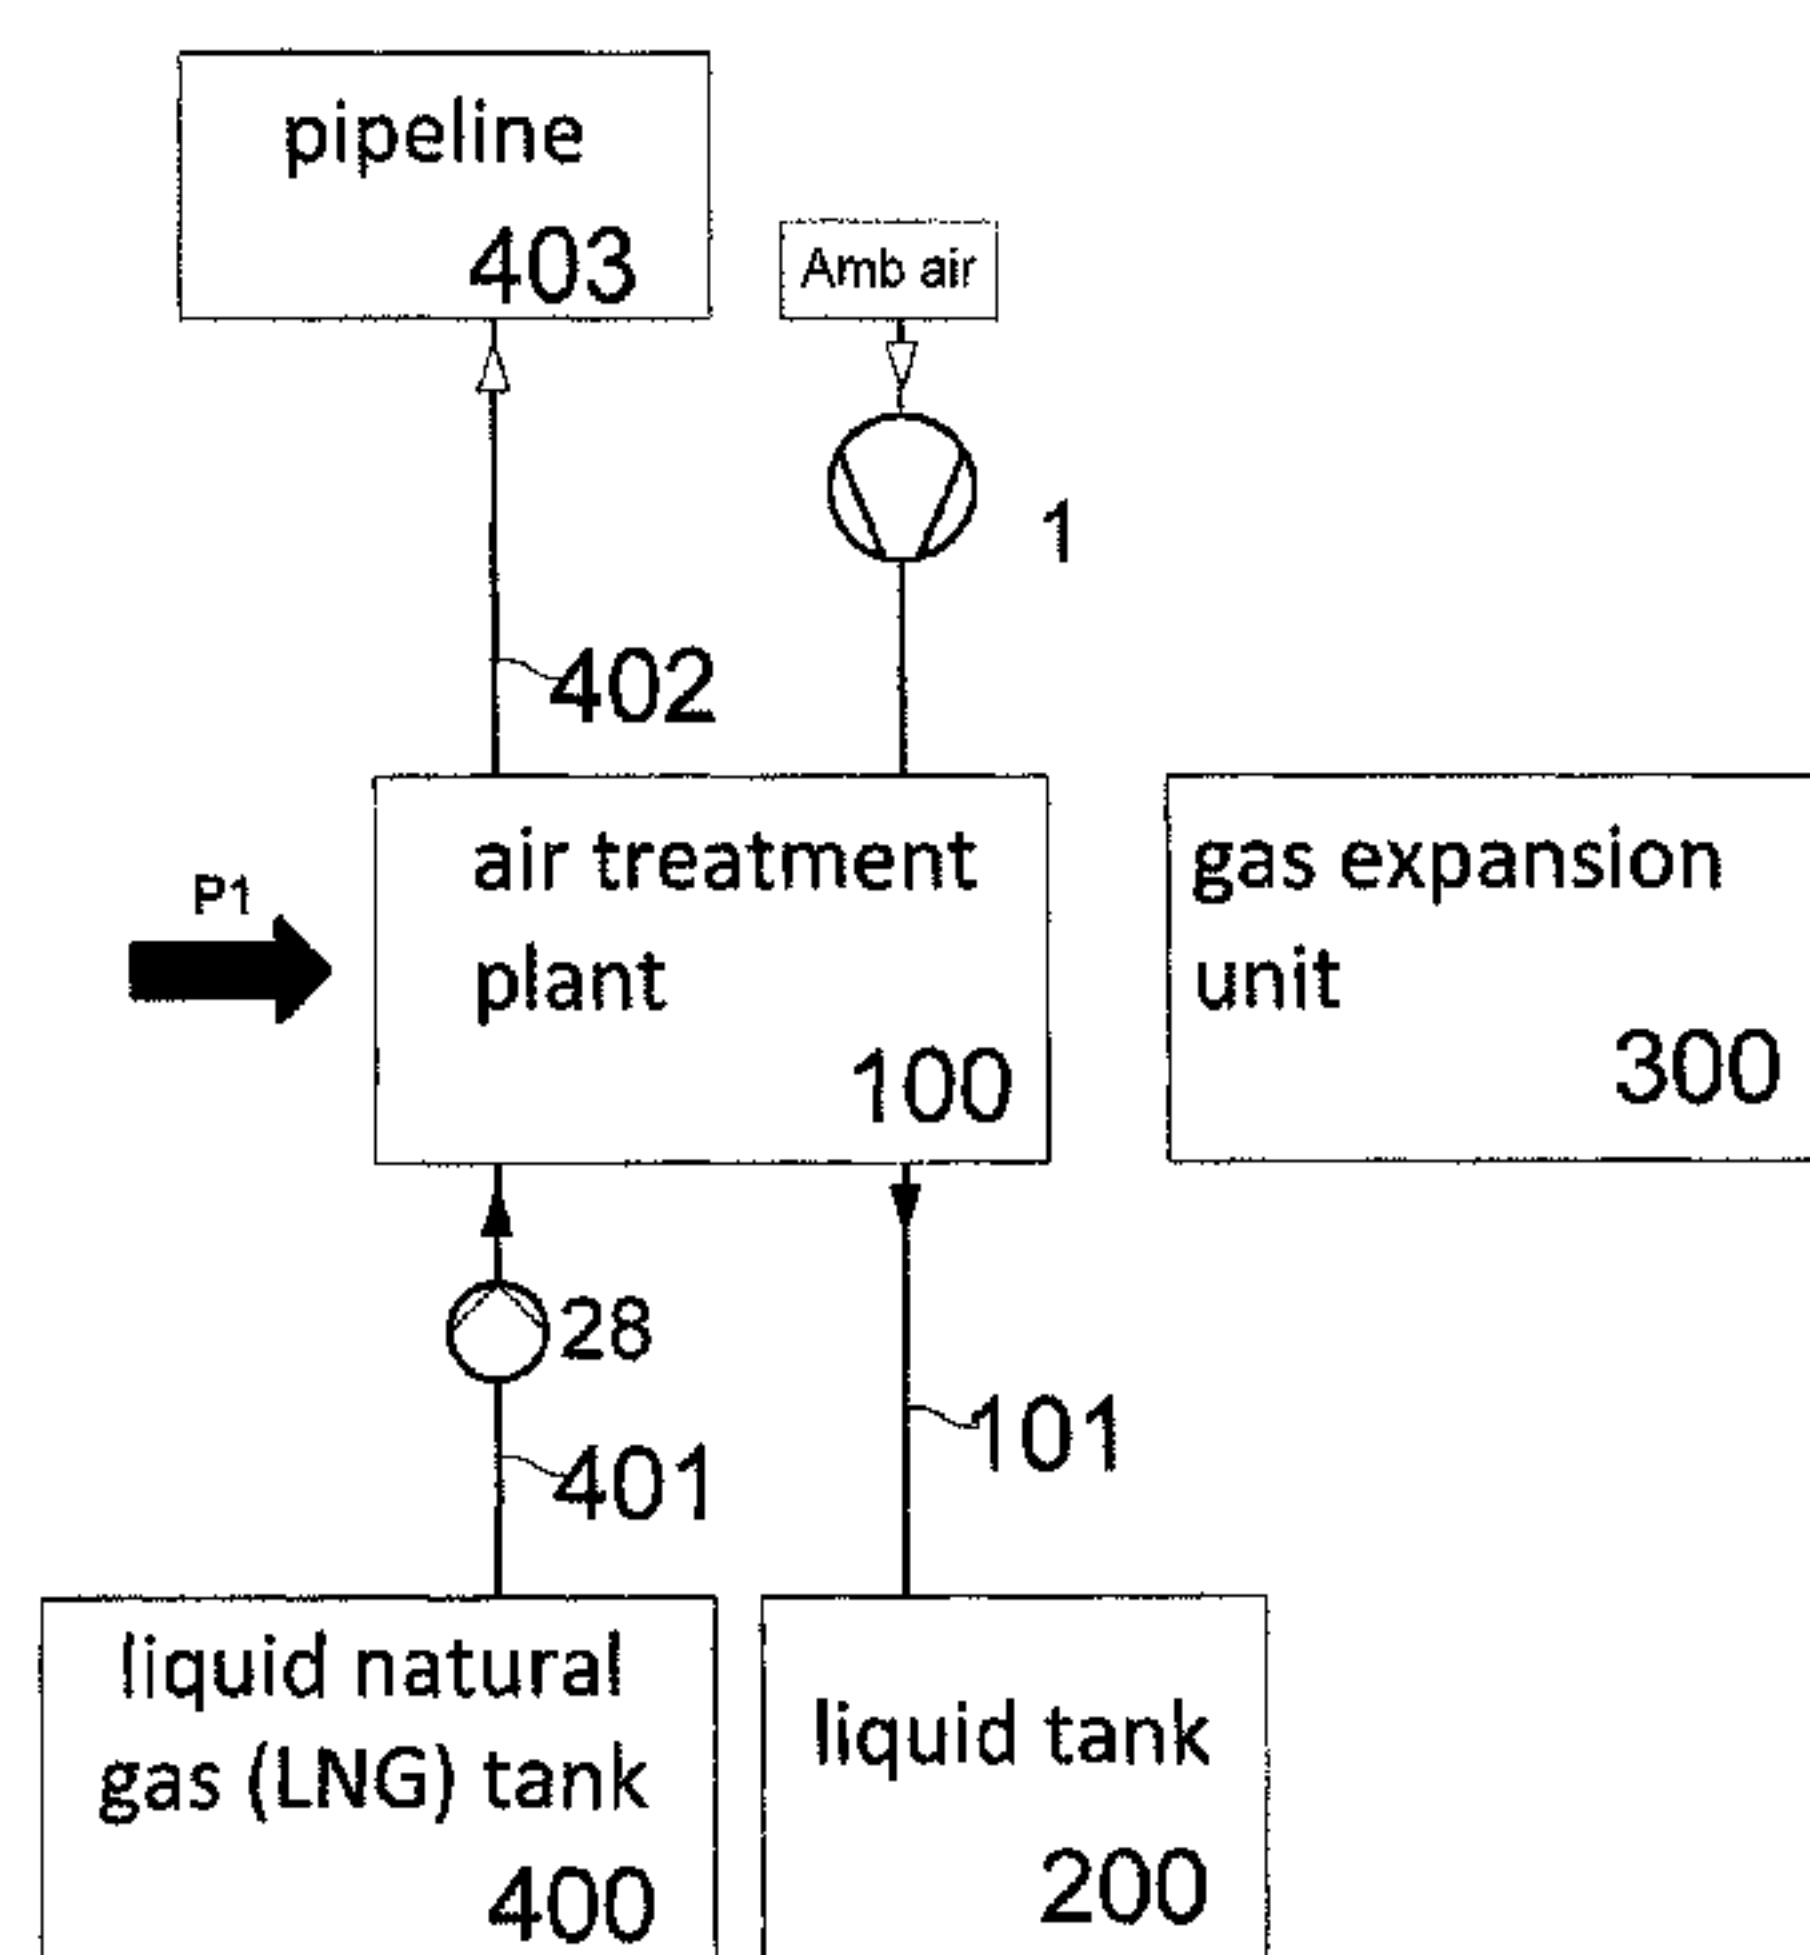 pipeline
403
Amb air
1
402
air treatment
plant
100
P1
gas expansion
unit
300
28
401
101
liquid natural
gas (LNG) tank
400
liquid tank
200